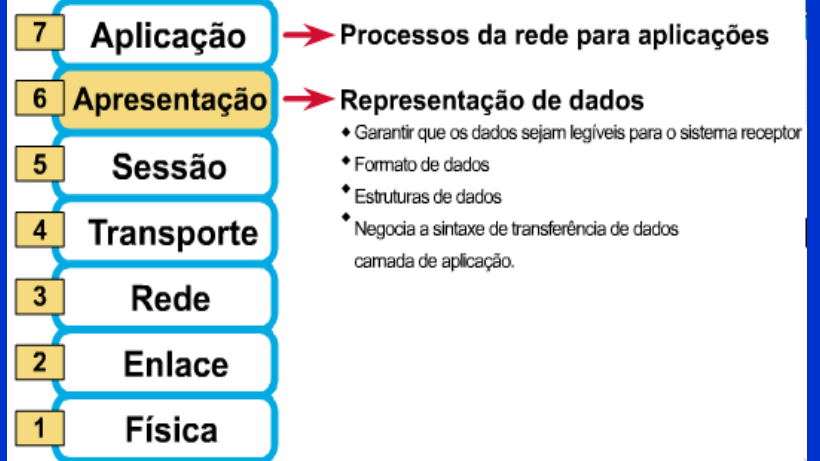 7 Aplicação Processos da rede para aplicações
6 Apresentação Representação de dados
Garantir que os dados sejam legíveis para o sistema receptor
Formato de dados
5 Sessão
Estruturas de dados
4 Transporte
Negocia a sintaxe de transferência de dados
camada de aplicação.
3 Rede
2 Enlace
1 Física